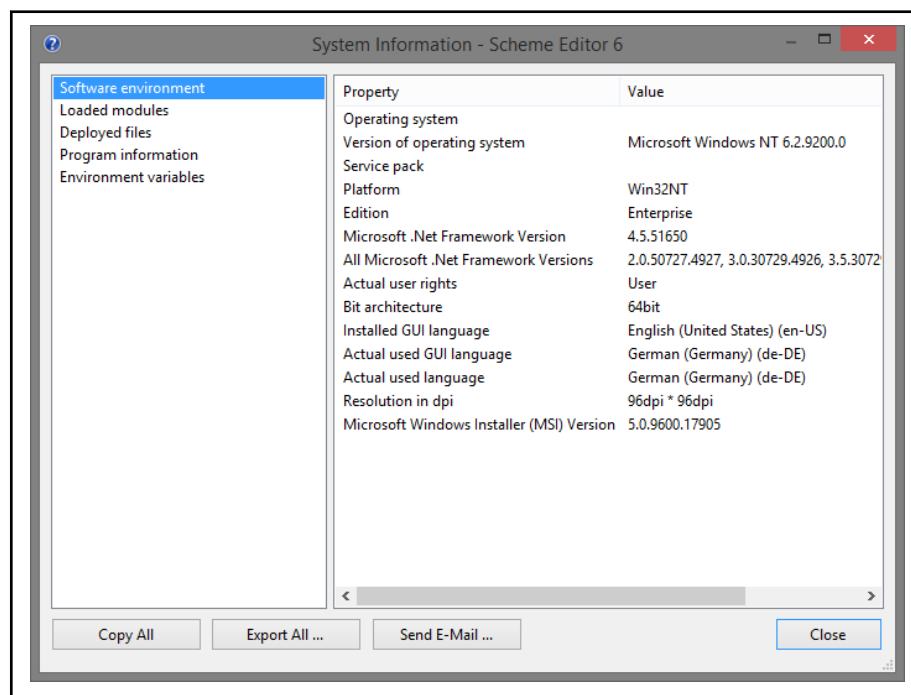 System Information - Scheme Editor 6
Software environment
Loaded modules
Deployed files
Program information
Environment variables
Property Value
Operating system
Version of operating system Microsoft Windows NT 6.2.9200.0
Service pack
Platform Win32NT
Edition Enterprise
Microsoft .Net Framework Version 4.5.51650
All Microsoft .Net Framework Versions 2.0.50727.4927, 3.0.30729.4926, 3.5.3072
Actual user rights User
Bit architecture 64bit
Installed GUI language English (United States) (en-US)
Actual used GUI language German (Germany) (de-DE)
Actual used language German (Germany) (de-DE)
Resolution in dpi 96dpi * 96dpi
Microsoft Windows Installer (MSI) Version 5.0.9600.17905
Copy All Export All ... Send E-Mail ... Close